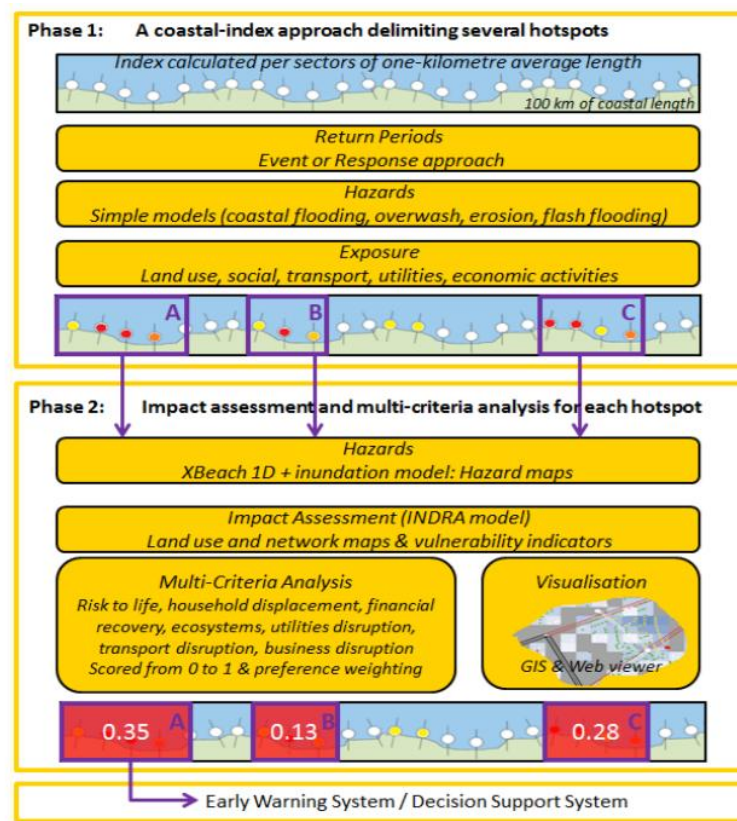 Phase 1: A coastal-index approach delimiting several hotspots
Index calculated per sectors of one-kilometre average length
100 km of coastal length
Return Periods
Event or Response approach
Hazards
Simple models (coastal flooding, overwash, erosion, flash flooding)
Exposure
Land use, social, transport, utilities, economic activities
A
B
C
Phase 2: Impact assessment and multi-criteria analysis for each hotspot
Hazards
XBeach 1D + inundation model: Hazard maps
Impact Assessment (INDRA model)
Land use and network maps & vulnerability indicators
Multi-Criteria Analysis
Risk to life, household displacement, financial
recovery, ecosystems, utilities disruption,
transport disruption, business disruption
Scored from 0 to 1 & preference weighting
Visualisation
GIS & Web viewer
0.35 A
0.13 B
0.28 C
Early Warning System / Decision Support System